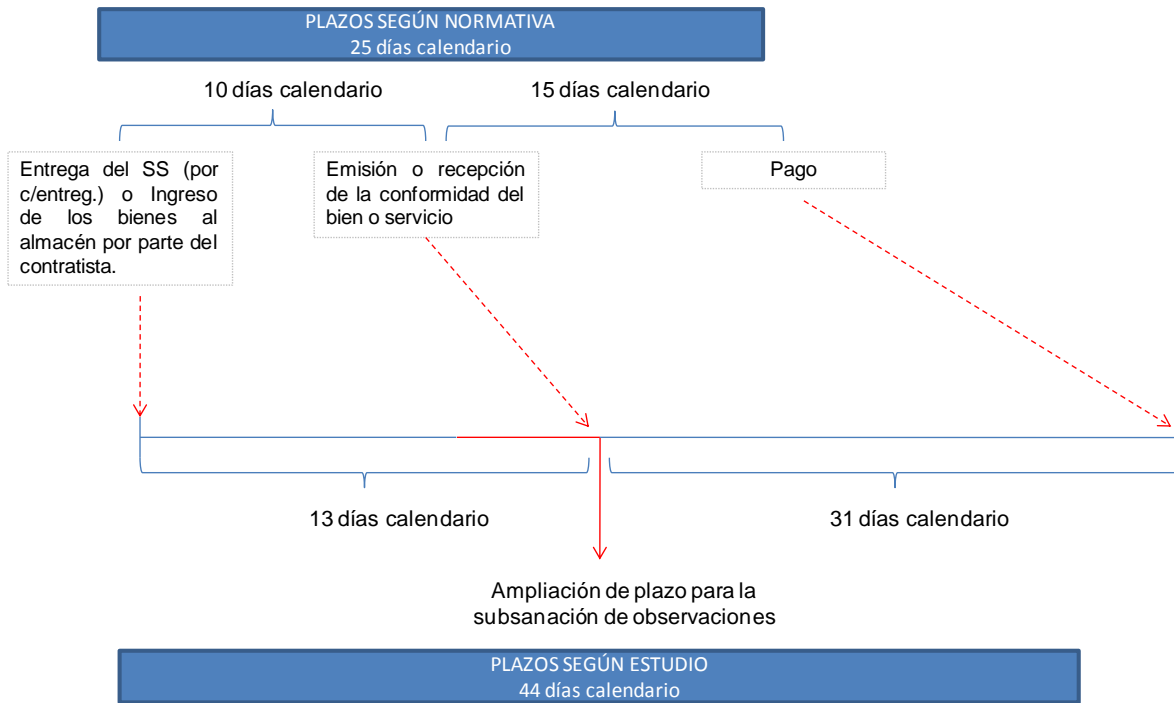 PLAZOS SEGÚN NORMATIVA
25 días calendario
10 días calendario
15 días calendario
Entrega del SS (por
c/entreg.) o Ingreso
de los bienes al
almacén por parte del
contratista.
Emisión o recepción
de la conformidad del
bien o servicio
Pago
13 días calendario
31 días calendario
Ampliación de plazo para la
subsanación de observaciones
PLAZOS SEGÚN ESTUDIO
44 días calendario